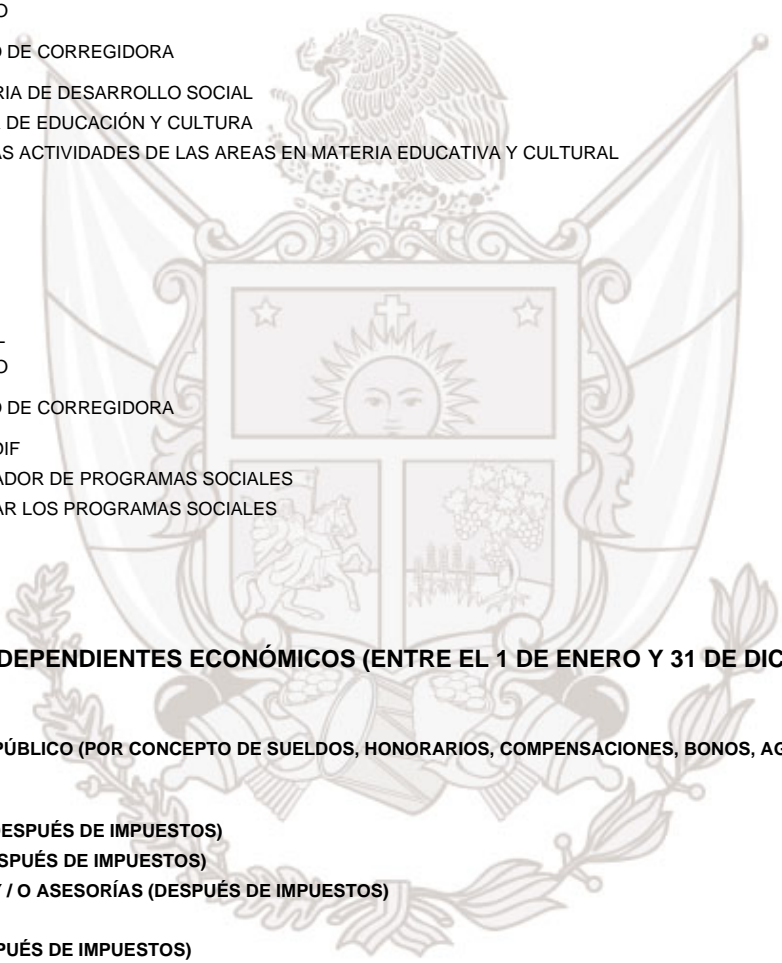 O
O DE CORREGIDORA
RIA DE DESARROLLO SOCIAL
DE EDUCACIÓN Y CULTURA
AS ACTIVIDADES DE LAS AREAS EN MATERIA EDUCATIVA Y CULTURAL
O
O DE CORREGIDORA
DIF
ADOR DE PROGRAMAS SOCIALES
AR LOS PROGRAMAS SOCIALES
DEPENDIENTES ECONÓMICOS (ENTRE EL 1 DE ENERO Y 31 DE DIC
PÚBLICO (POR CONCEPTO DE SUELDOS, HONORARIOS, COMPENSACIONES, BONOS, AG
DESPUÉS DE IMPUESTOS)
SPUÉS DE IMPUESTOS)
Y / O ASESORÍAS (DESPUÉS DE IMPUESTOS)
PUÉS DE IMPUESTOS)